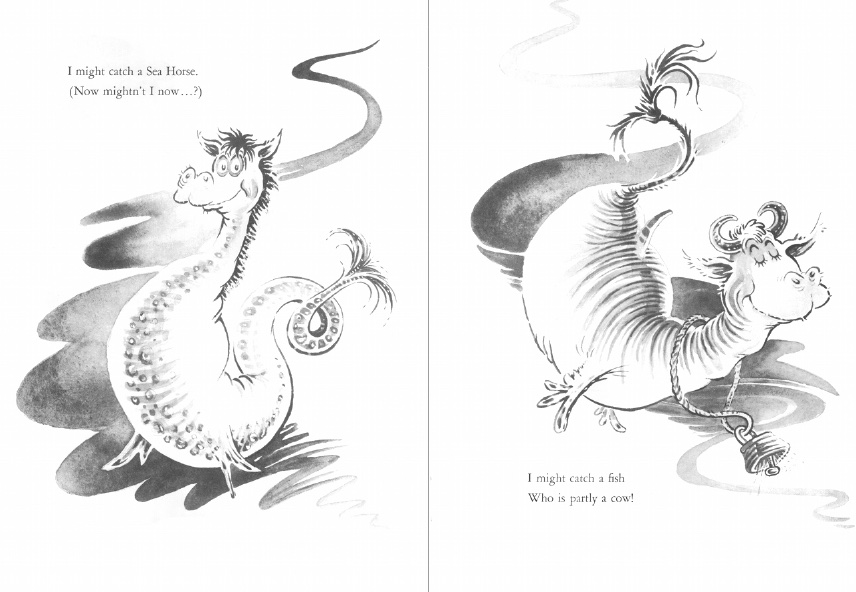 I might catch a Sea Horse.
(Now mightn't I now...?)
I might catch a fish
Who is partly a cow!